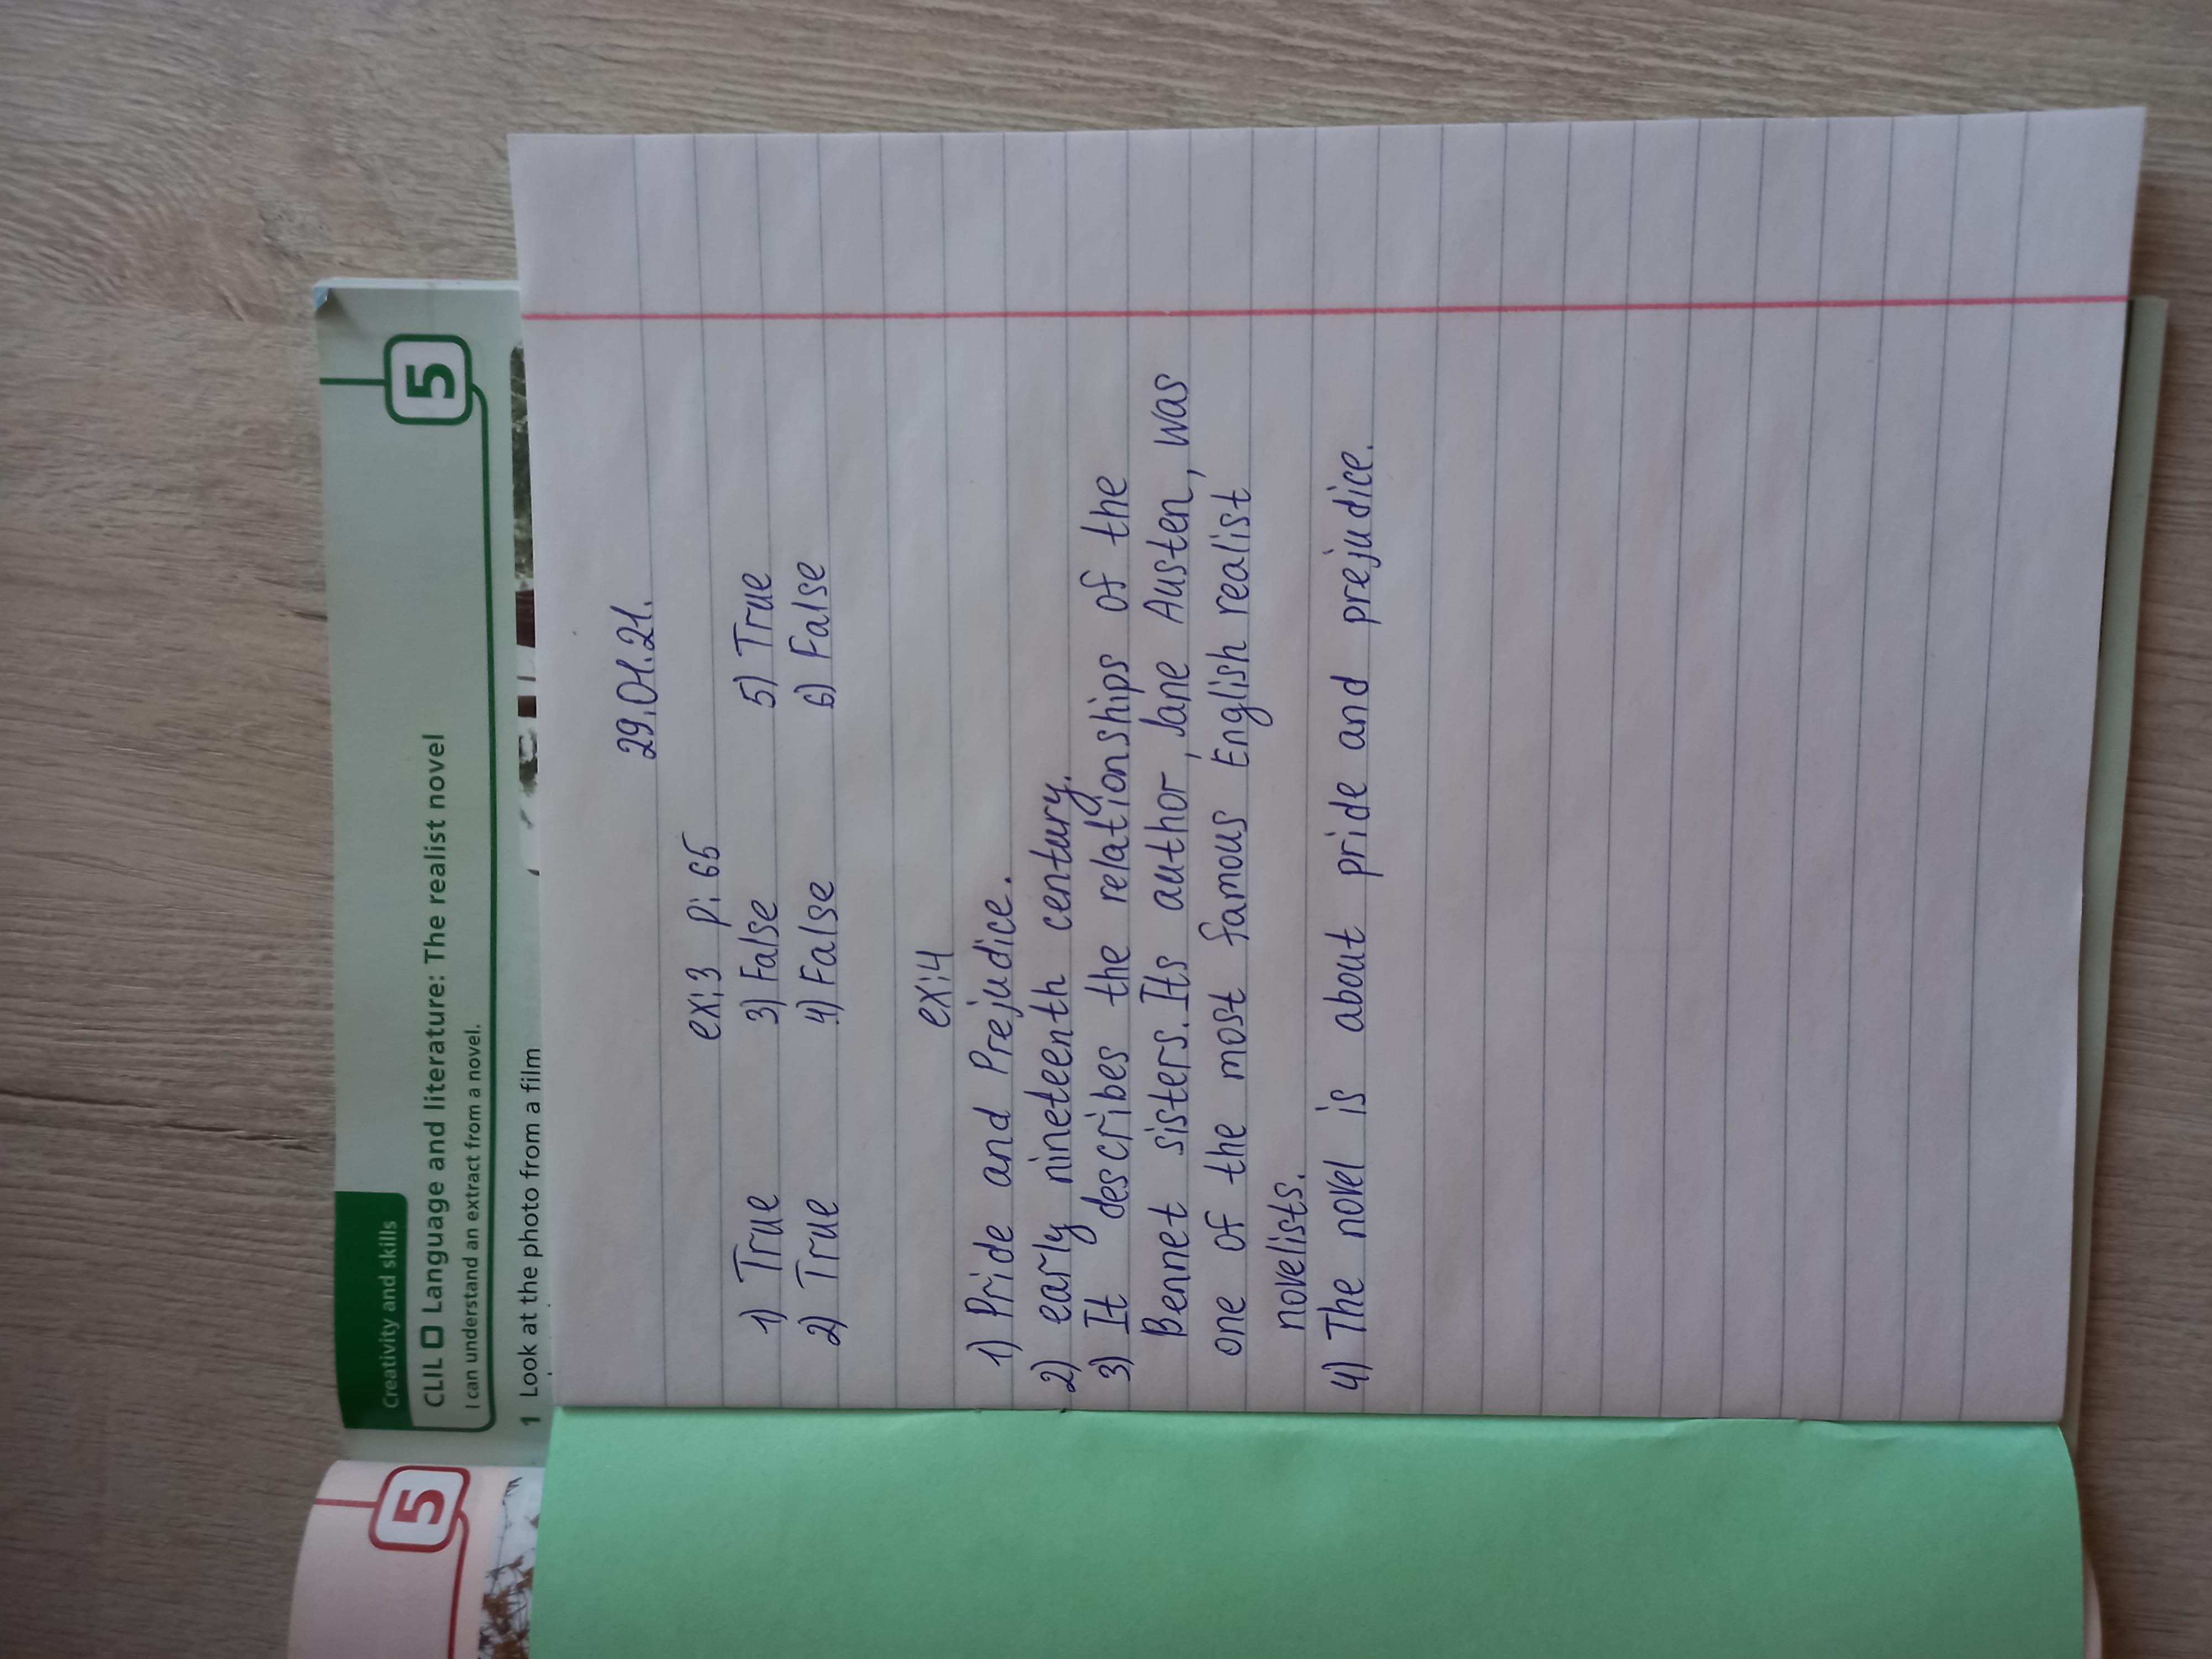 5
Creativity and skills
5
CLIL Language and literature: The realist novel
I can understand an extract from a novel.
1 Look at the photo from a film
29.01.21.
ex:3 p: 65
1) True 3) False 5) True
2) True 4) False 6) False
ex:4
1) Pride and Prejudice.
2) early nineteenth century.
3) It describes the relationships of the
Bennet sisters. Its author, Jane Austen, was
one of the most famous English realist
novelists.
4) The novel is about pride and prejudice.